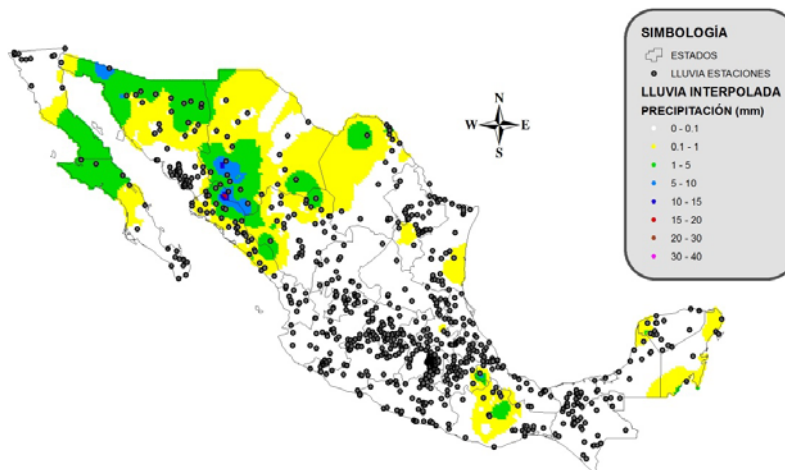 SIMBOLOGÍA
ESTADOS
LLUVIA ESTACIONES
LLUVIA INTERPOLADA
PRECIPITACIÓN (mm)
0 - 0.1
0.1 - 1
1 - 5
5 - 10
10 - 15
15 - 20
20 - 30
30 - 40
N
W E
S